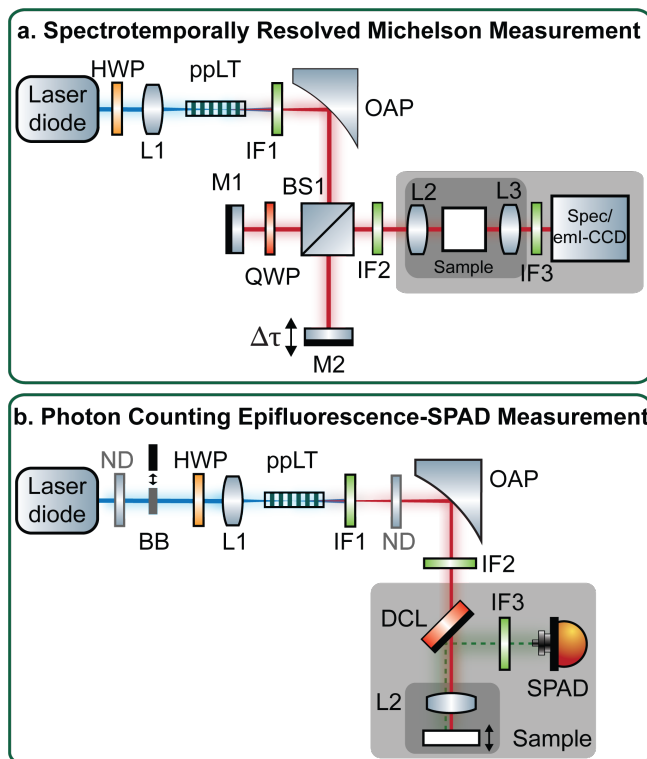 a. Spectrotemporally Resolved Michelson Measurement
HWP
ppLT
Laser
diode
OAP
L1
IF1
M1
BS1
L2
L3
Spec/
emI-CCD
QWP
IF2
Sample
IF3
Δτ
M2
b. Photon Counting Epifluorescence-SPAD Measurement
ND
HWP
ppLT
OAP
Laser
diode
BB
L1
IF1
ND
IF2
DCL
IF3
SPAD
L2
Sample